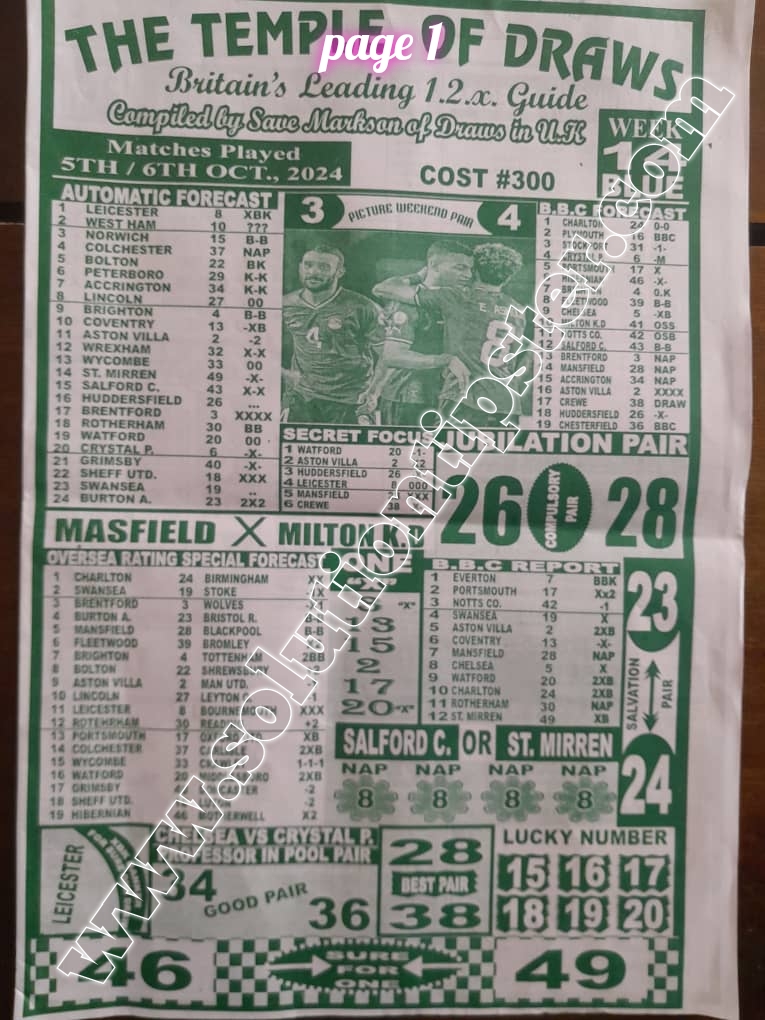 page 1
THE TEMPLE OF DRAWS
Britain's Leading 1.2.x. Guide
Compiled by Save Markson of Draws in U.K
Matches Played
5TH / 6TH OCT., 2024
COST #300
WEEK
14
BLUE
AUTOMATIC FORECAST
1 LEICESTER 8 XBK
2 WEST HAM 10 ???
3 NORWICH 15 B-B
4 COLCHESTER 37 NAP
5 BOLTON 22 BK
6 PETERBORO 29 K-K
7 ACCRINGTON 34 K-K
8 LINCOLN 27 00
9 BRIGHTON 4 B-B
10 COVENTRY 13 -XB
11 ASTON VILLA 2 -2
12 WREXHAM 32 X-X
13 WYCOMBE 33 00
14 ST. MIRREN 49 -X-
15 SALFORD C. 43 X-X
16 HUDDERSFIELD 26 ...
17 BRENTFORD 3 XXXX
18 ROTHERHAM 30 BB
19 WATFORD 20 00
20 CRYSTAL P. 6 -X-
21 GRIMSBY 40 -X-
22 SHEFF UTD. 18 XXX
23 SWANSEA 19 ..
24 BURTON A. 23 2X2
3 PICTURE WEEKEND PAIR 4
4
SECRET FOCUS
1 WATFORD 20 -1-
2 ASTON VILLA 2
3 HUDDERSFIELD 26
4 LEICESTER 8 000
5 MANSFIELD
6 CREWE 38
B.B.C FORECAST
1 CHARLTON 24 0-0
2 PLYMOUTH 16 BBC
3 STOCKPORT 31 -1-
4 CRYSTAL P. 6 -M
5 PORTSMOUTH 17 X
HIBERNIAN 46 -X-
7 BRIGHTON 4 0.K
8 FLEETWOOD 39 B-B
9 CHELSEA 5 -XB
MILTON K.D 41 OSS
NOTTS CO. 42 OSB
12 SALFORD C. 43 B-B
3 BRENTFORD 3 NAP
4 MANSFIELD 28 NAP
15 ACCRINGTON 34 NAP
16 ASTON VILLA 2 XXXX
17 CREWE 38 DRAW
18 HUDDERSFIELD 26 -X-
19 CHESTERFIELD 36 BBC
JUBILATION PAIR
26 COMPULSORY PAIR 28
MASFIELD X MILTON K.D
OVERSEA RATING SPECIAL FORECAST
1 CHARLTON 24 BIRMINGHAM XX
2 SWANSEA 19 STOKE
3 BRENTFORD 3 WOLVES
4 BURTON A. 23 BRISTOL R. B-B
5 MANSFIELD 28 BLACKPOOL B-B
6 FLEETWOOD 39 BROMLEY
7 BRIGHTON 4 TOTTENHAM 2BB
8 BOLTON 22 SHREWSBURY
9 ASTON VILLA 2 MAN UTD.
10 LINCOLN 27 LEYTON
11 LEICESTER 8 BOURNEMOUTH XXX
12 ROTEHRHAM 30 +2
13 PORTSMOUTH 17 XB
14 COLCHESTER 37 2XB
15 WYCOMBE 33 1-1-1
16 WATFORD 20 2XB
17 GRIMSBY X2
18 SHEFF UTD.
19 HIBERNIAN 46 X2
ONE
"X"
"X"
13
15
2
17
20-"X"
B.B.C REPORT
1 EVERTON 7 BBK
2 PORTSMOUTH 17 Xx2
3 NOTTS CO. 42 -1
4 SWANSEA 19 X
5 ASTON VILLA 2 2XB
6 COVENTRY 13 -X-
7 MANSFIELD 28 NAP
8 CHELSEA 5 X
9 WATFORD 20 2XB
10 CHARLTON 24 2XB
11 ROTHERHAM 30 NAP
12 ST. MIRREN 49 XB
23
SALVATION PAIR
24
SALFORD C. OR ST. MIRREN
NAP NAP NAP NAP
8 8 8 8
LEICESTER
CHELSEA VS CRYSTAL P.
PROFESSOR IN POOL PAIR
34 GOOD PAIR 36
28
BEST PAIR
38
LUCKY NUMBER
15 16 17
18 19 20
46 SURE FOR ONE 49
www.solutiontipster.com